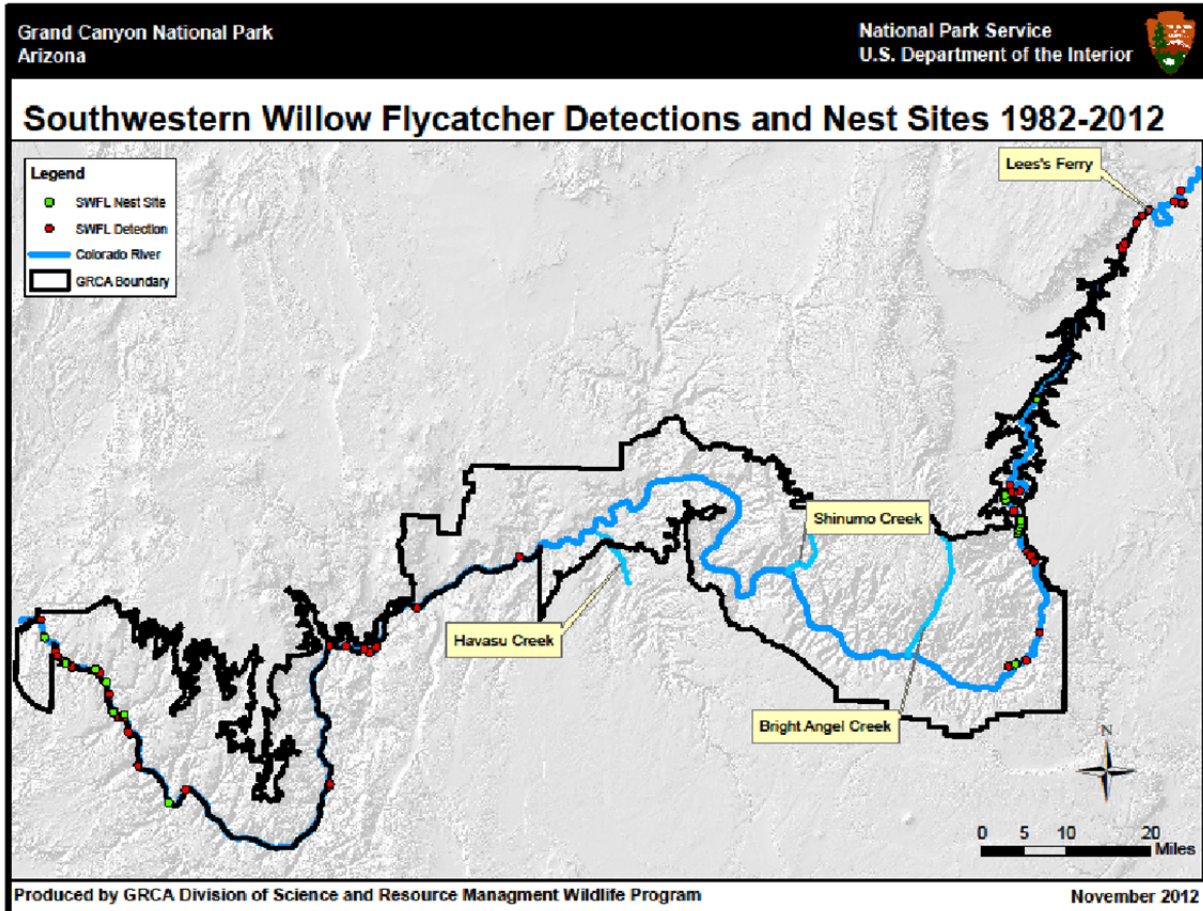 Grand Canyon National Park
Arizona
National Park Service
U.S. Department of the Interior
Southwestern Willow Flycatcher Detections and Nest Sites 1982-2012
Legend
SWFL Nest Site
SWFL Detection
Colorado River
GRCA Boundary
Lees's Ferry
Shinumo Creek
Havasu Creek
Bright Angel Creek
N
0 5 10 20
Miles
Produced by GRCA Division of Science and Resource Managment Wildlife Program
November 2012